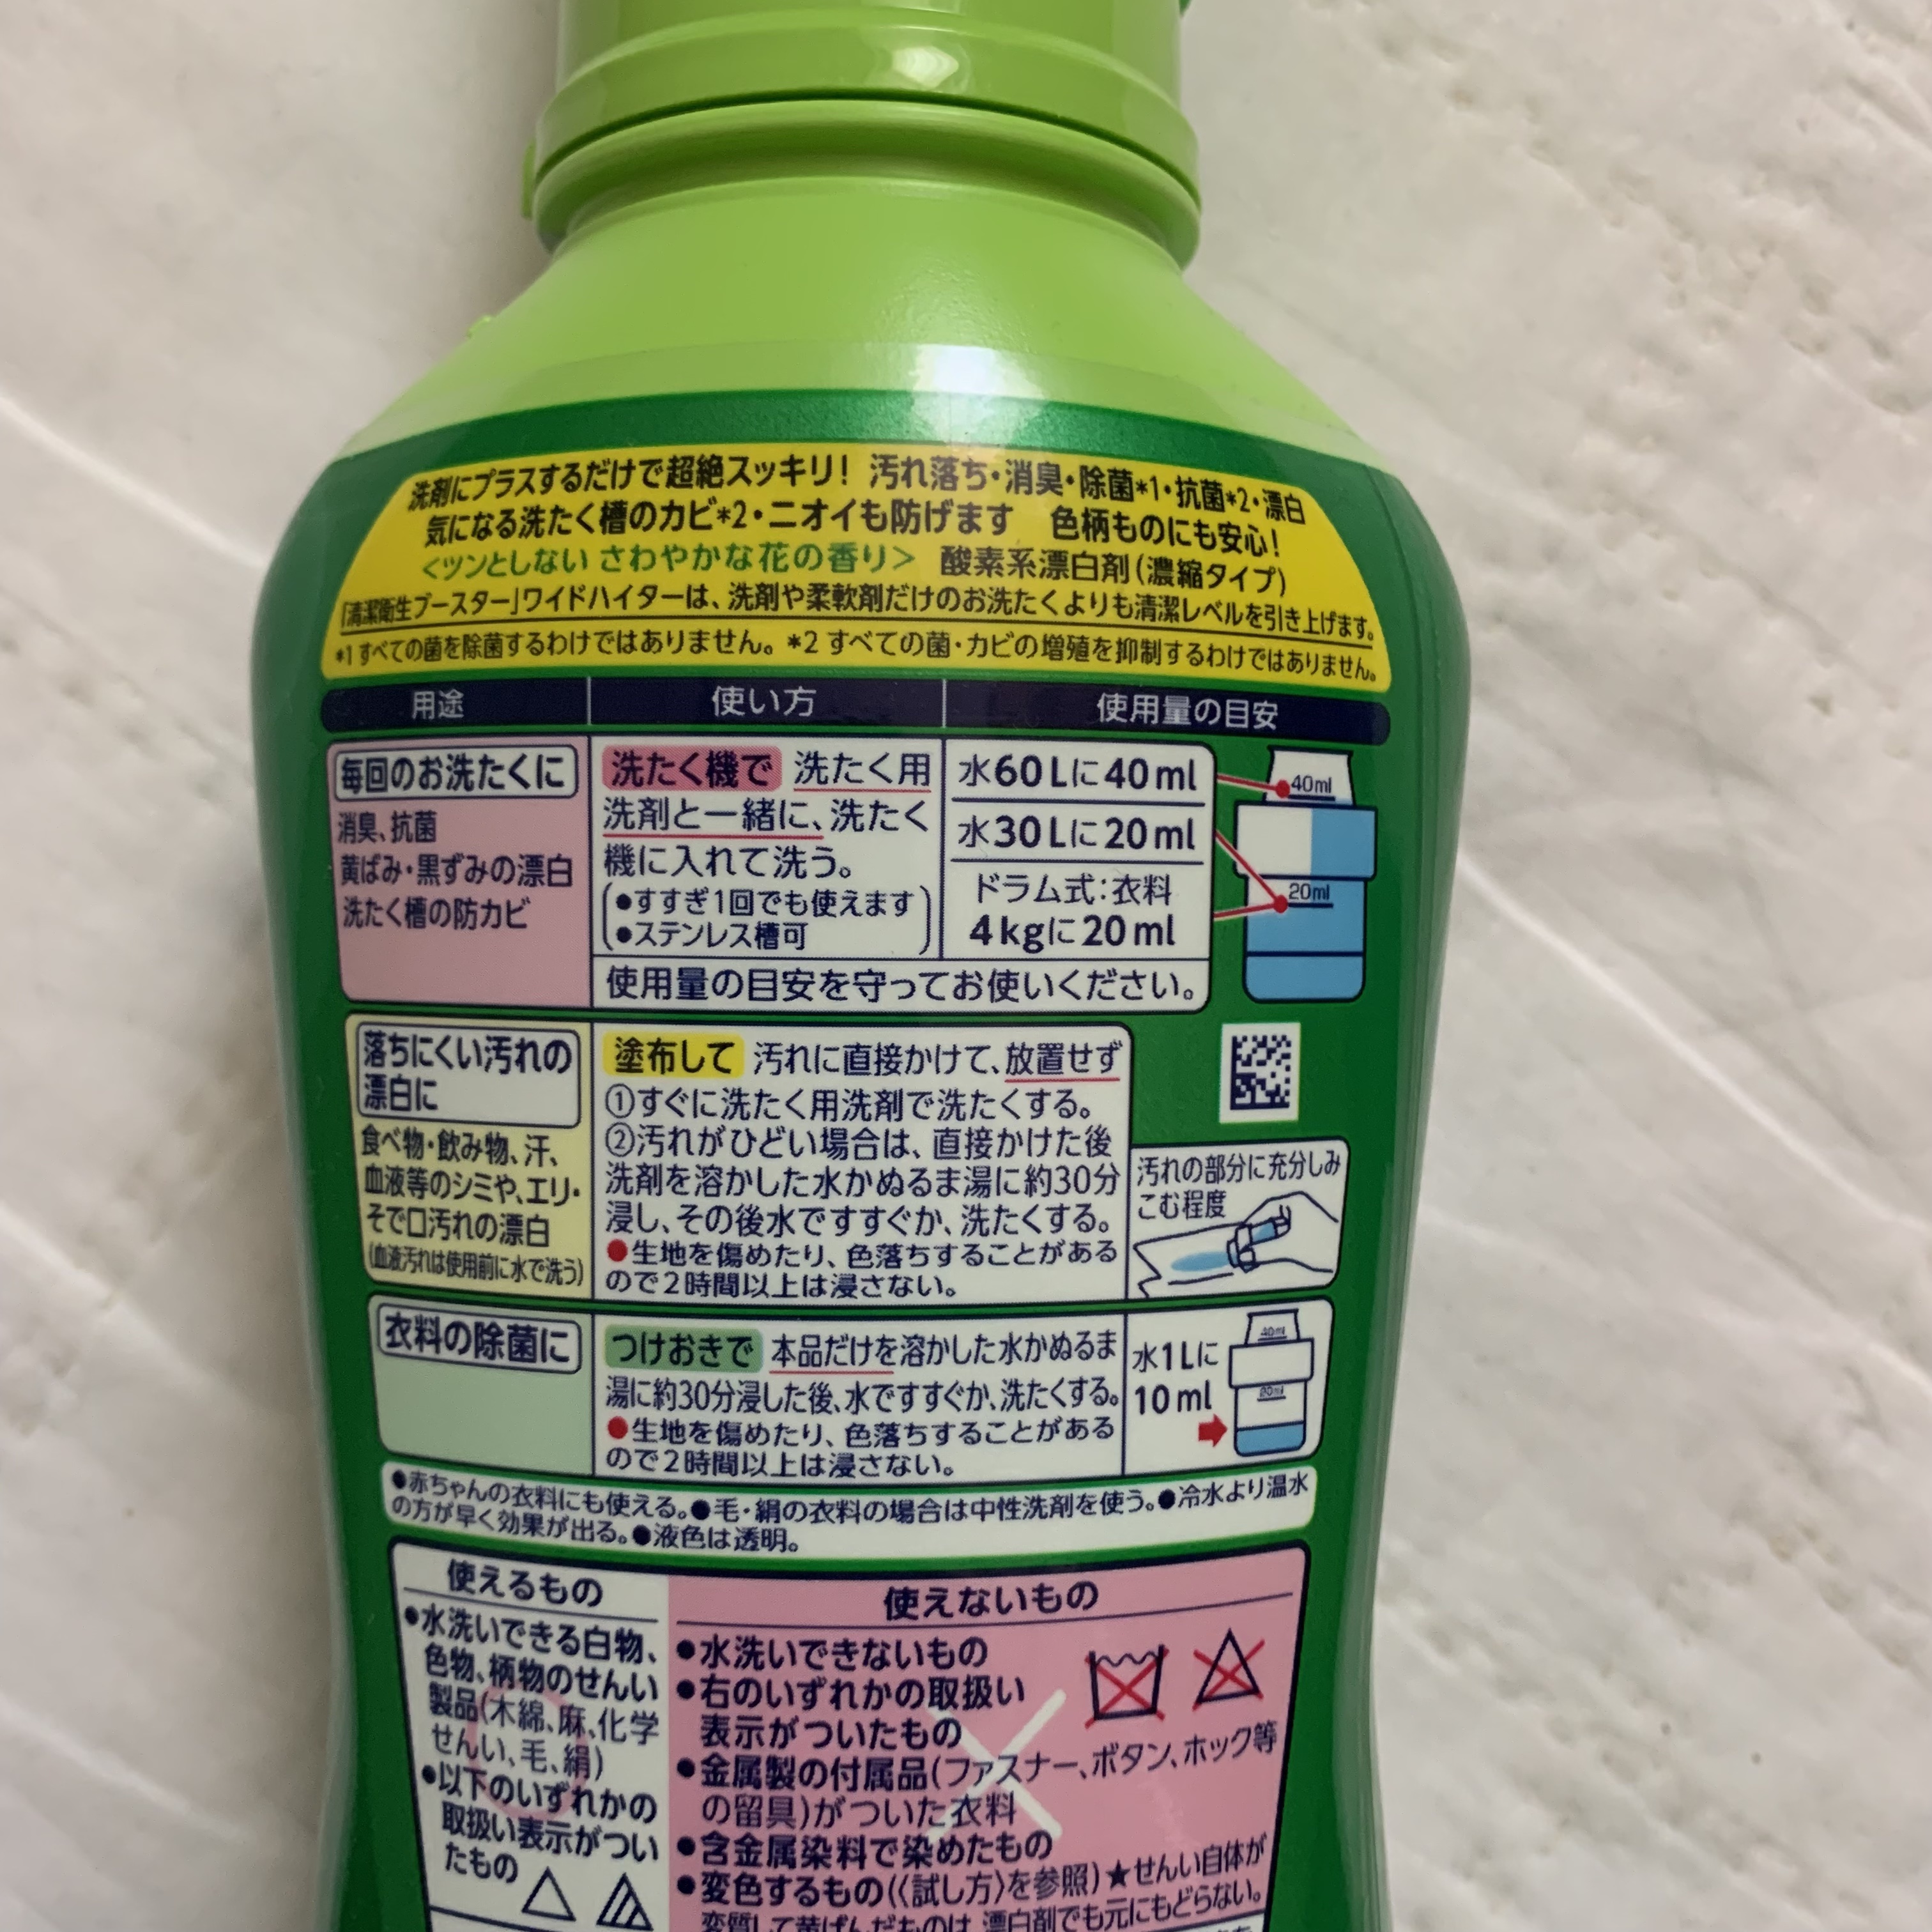 洗剤にプラスするだけで超絶スッキリ! 汚れ落ち・消臭・除菌*1・抗菌*2・漂白
気になる洗たく槽のカビ*2・ニオイも防げます 色柄ものにも安心!
<ツンとしない さわやかな花の香り> 酸素系漂白剤(濃縮タイプ)
「清潔衛生ブースター」ワイドハイターは、洗剤や柔軟剤だけのお洗たくよりも清潔レベルを引き上げます。
*1 すべての菌を除菌するわけではありません。*2 すべての菌・カビの増殖を抑制するわけではありません。
用途 使い方 使用量の目安
毎回のお洗たくに
消臭、抗菌
黄ばみ・黒ずみの漂白
洗たく槽の防カビ
洗たく機で 洗たく用
洗剤と一緒に、洗たく
機に入れて洗う。
●すすぎ1回でも使えます
●ステンレス槽可
水60Lに40ml
水30Lに20ml
ドラム式:衣料
4kgに20ml
40ml
20ml
使用量の目安を守ってお使いください。
落ちにくい汚れの
漂白に
食べ物・飲み物、汗、
血液等のシミや、エリ・
そで口汚れの漂白
(血液汚れは使用前に水で洗う)
塗布して 汚れに直接かけて、放置せず
①すぐに洗たく用洗剤で洗たくする。
②汚れがひどい場合は、直接かけた後
洗剤を溶かした水かぬるま湯に約30分
浸し、その後水ですすぐか、洗たくする。
●生地を傷めたり、色落ちすることがある
ので2時間以上は浸さない。
汚れの部分に充分しみ
こむ程度
衣料の除菌に
つけおきで 本品だけを溶かした水かぬるま
湯に約30分浸した後、水ですすぐか、洗たくする。
●生地を傷めたり、色落ちすることがある
ので2時間以上は浸さない。
水1Lに
10ml
40ml
20ml
●赤ちゃんの衣料にも使える。●毛・絹の衣料の場合は中性洗剤を使う。●冷水より温水
の方が早く効果が出る。●液色は透明。
使えるもの
●水洗いできる白物、
色物、柄物のせんい
製品(木綿、麻、化学
せんい、毛、絹)
●以下のいずれかの
取扱い表示がつい
たもの
使えないもの
●水洗いできないもの
●右のいずれかの取扱い
表示がついたもの
●金属製の付属品(ファスナー、ボタン、ホック等
の留具)がついた衣料
●含金属染料で染めたもの
●変色するもの(〈試し方〉を参照)★せんい自体が
変質して黄ばんだものは、漂白剤でも元にもどらない。